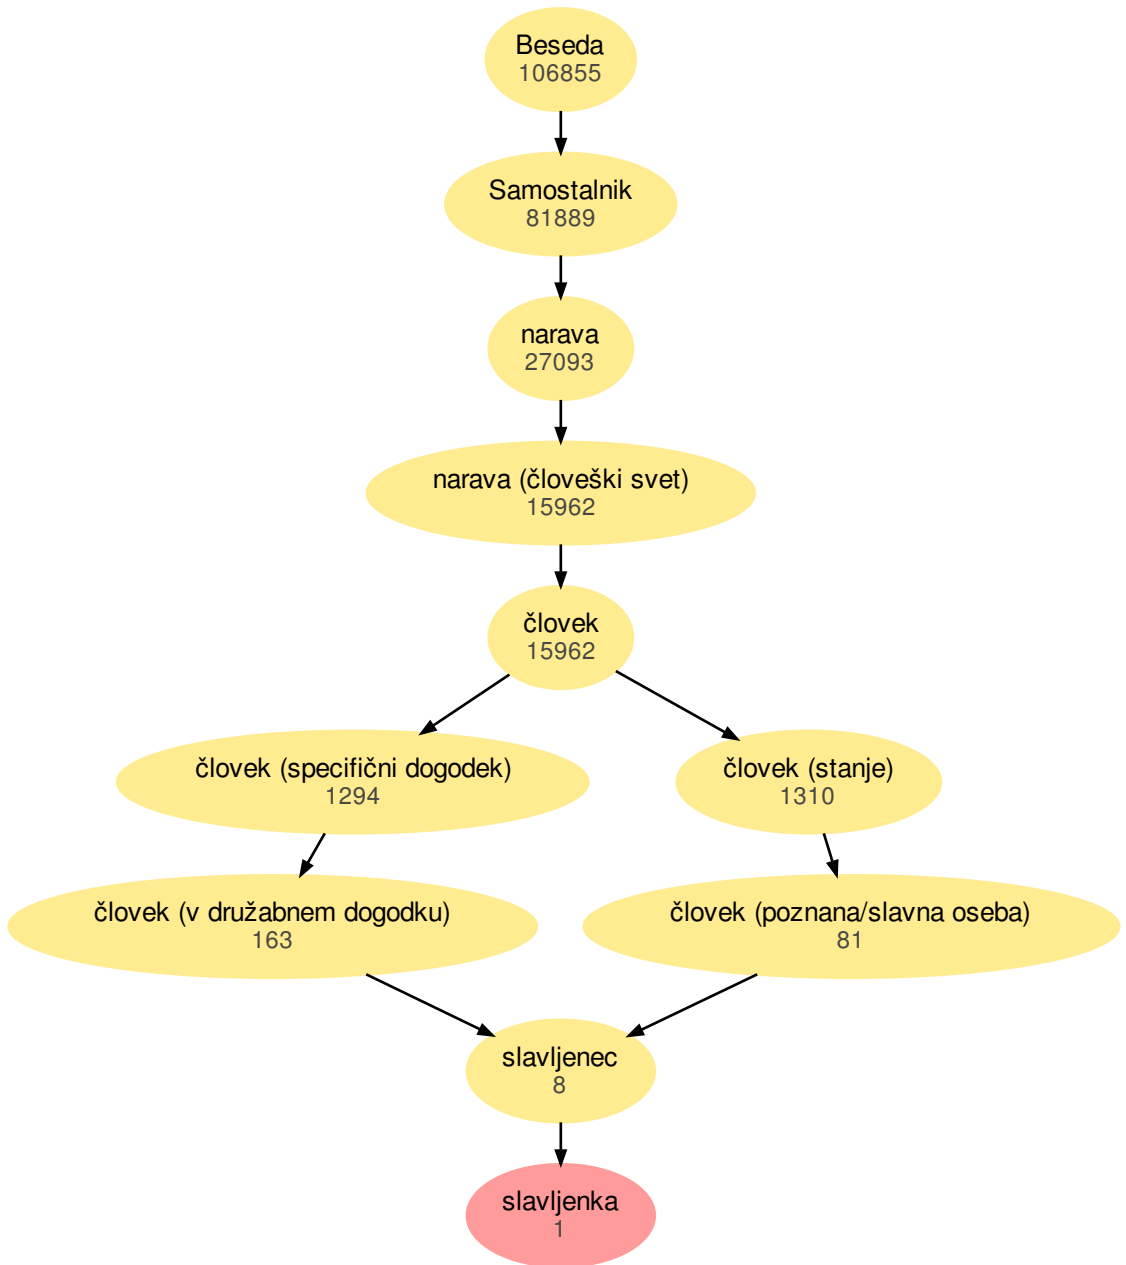 Beseda
106855
Samostalnik
81889
narava
27093
narava (človeški svet)
15962
človek
15962
človek (specifični dogodek)
1294
človek (stanje)
1310
človek (v družabnem dogodku)
163
človek (poznana/slavna oseba)
81
slavljenec
8
slavljenka
1